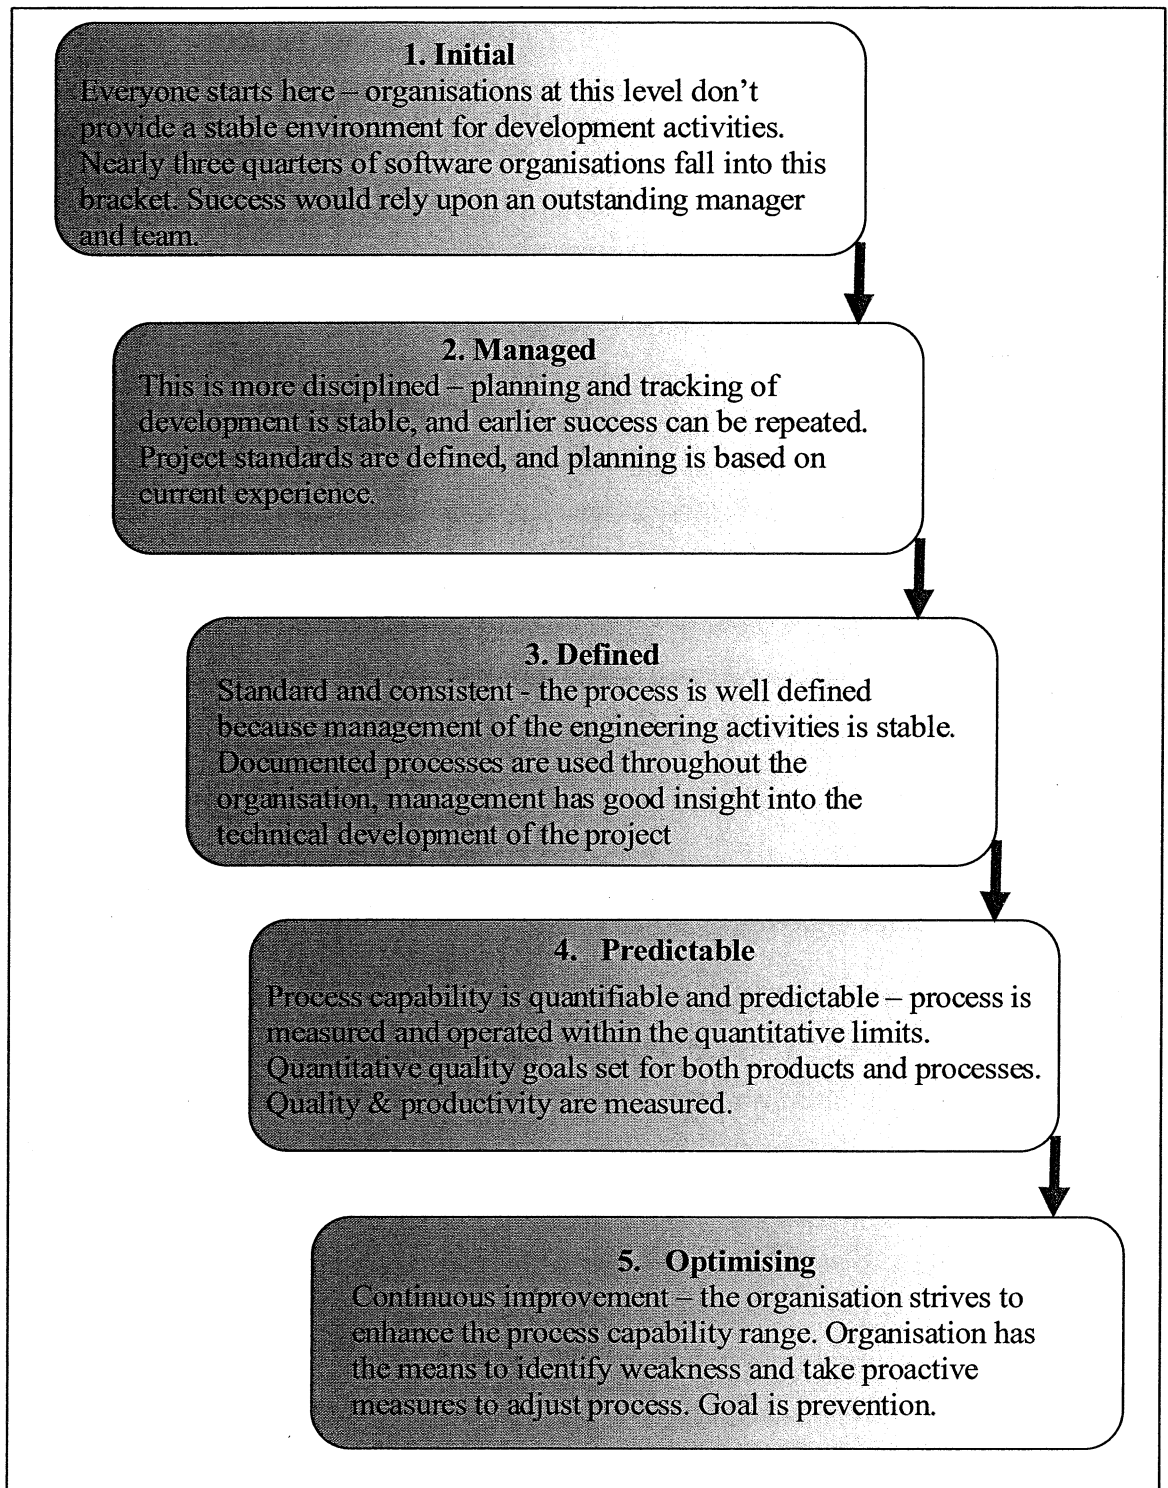 1. Initial
Everyone starts here – organisations at this level don't
provide a stable environment for development activities.
Nearly three quarters of software organisations fall into this
bracket. Success would rely upon an outstanding manager
and team.
2. Managed
This is more disciplined – planning and tracking of
development is stable, and earlier success can be repeated.
Project standards are defined, and planning is based on
current experience.
3. Defined
Standard and consistent - the process is well defined
because management of the engineering activities is stable.
Documented processes are used throughout the
organisation, management has good insight into the
technical development of the project
4. Predictable
Process capability is quantifiable and predictable – process is
measured and operated within the quantitative limits.
Quantitative quality goals set for both products and processes.
Quality & productivity are measured.
5. Optimising
Continuous improvement – the organisation strives to
enhance the process capability range. Organisation has
the means to identify weakness and take proactive
measures to adjust process. Goal is prevention.